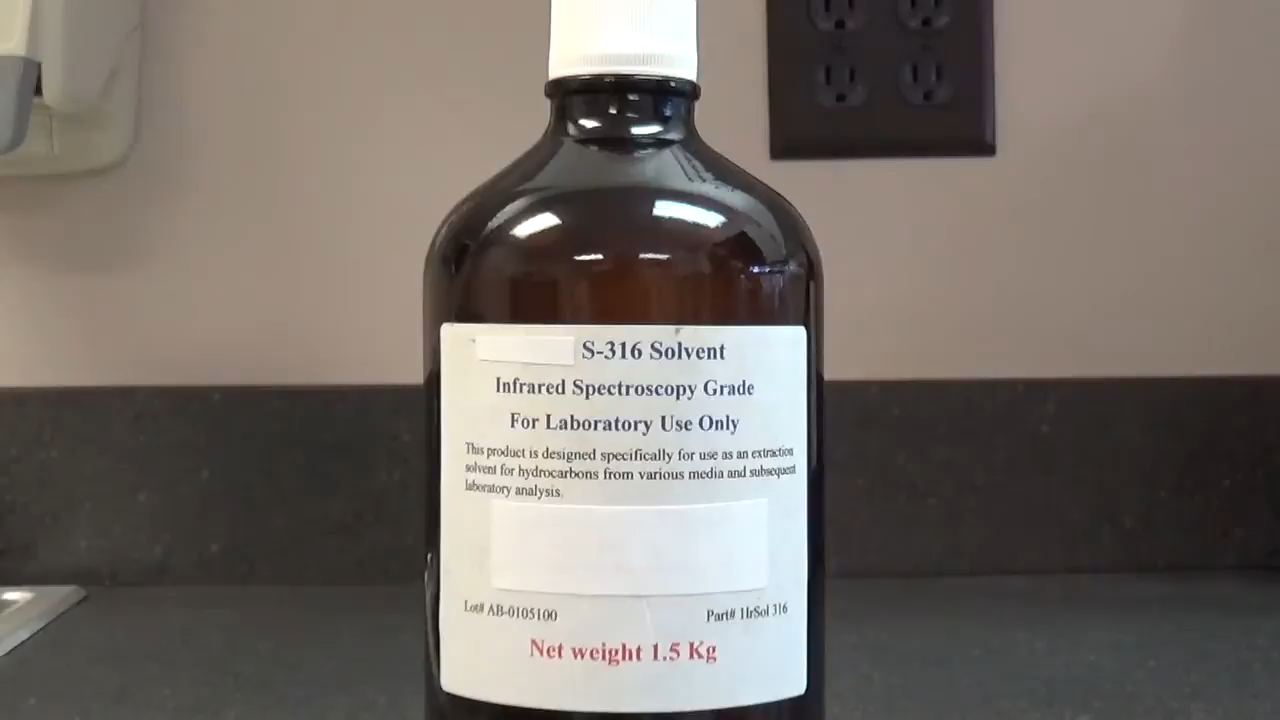 S-316 Solvent
Infrared Spectroscopy Grade
For Laboratory Use Only
This product is designed specifically for use as an extraction
solvent for hydrocarbons from various media and subsequent
laboratory analysis.
Lot# AB-0105100 Part# 1IrSol 316
Net weight 1.5 Kg